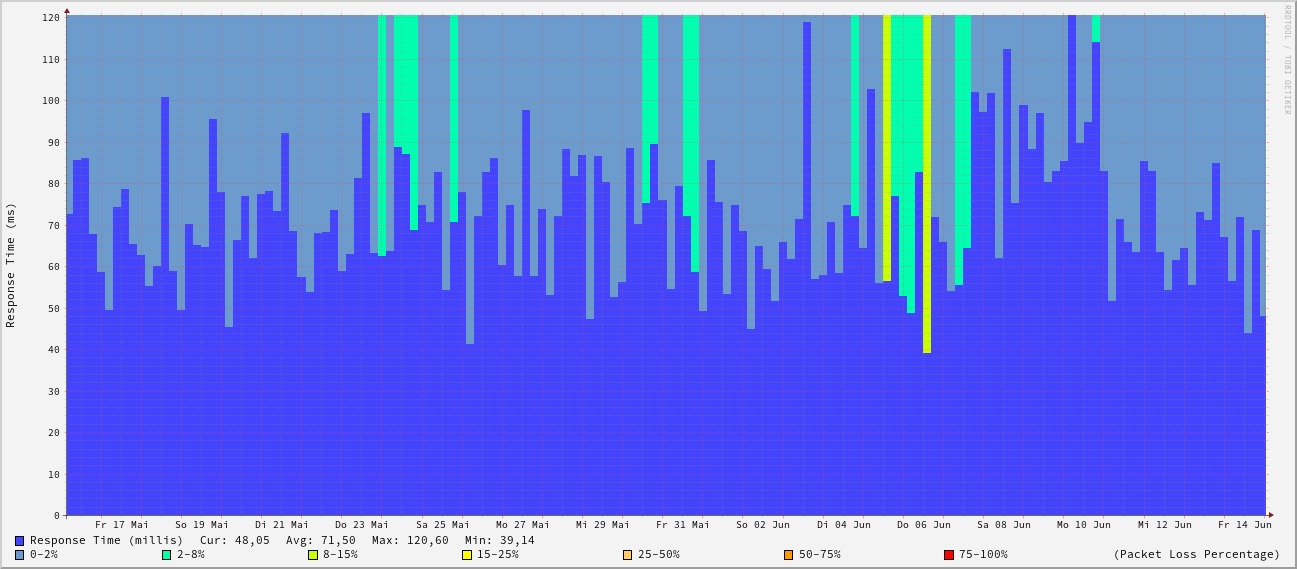 RRDTOOL / TOBI OETIKER
Response Time (ms)
120
110
100
90
80
70
60
50
40
30
20
10
0
Fr 17 Mai So 19 Mai Di 21 Mai Do 23 Mai Sa 25 Mai Mo 27 Mai Mi 29 Mai Fr 31 Mai So 02 Jun Di 04 Jun Do 06 Jun Sa 08 Jun Mo 10 Jun Mi 12 Jun Fr 14 Jun
Response Time (millis) Cur: 48,05 Avg: 71,50 Max: 120,60 Min: 39,14
0-2% 2-8% 8-15% 15-25% 25-50% 50-75% 75-100% (Packet Loss Percentage)